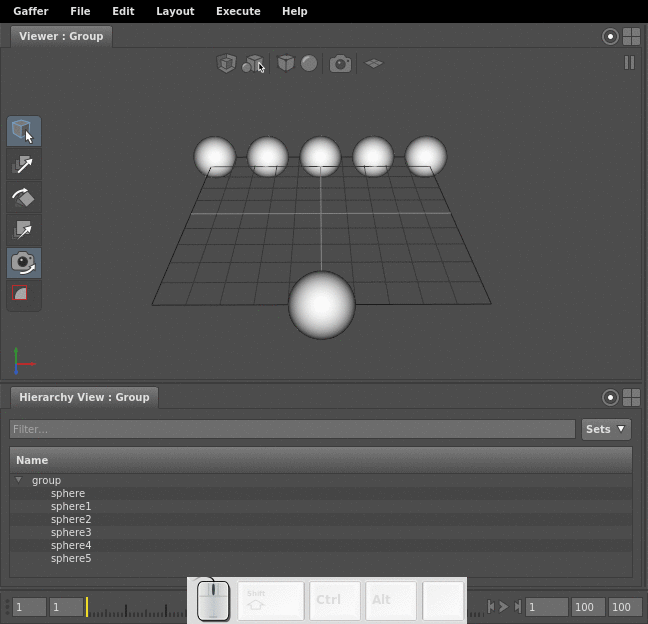 Gaffer File Edit Layout Execute Help
Viewer : Group
Hierarchy View : Group
Filter...
Sets
Name
group
sphere
sphere1
sphere2
sphere3
sphere4
sphere5
1 1 1 100 100
Shift Ctrl Alt